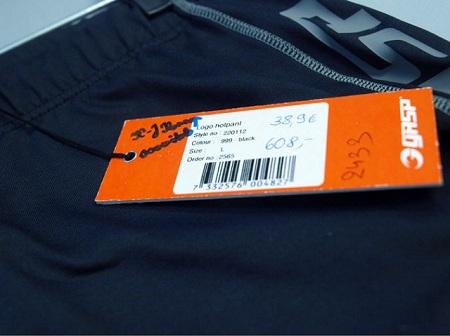 Logo hotpant
Style no : 220112
Colour : 999 - black
Size : L
Order no : 2565
7 332576 004827
38,9€
608,-
GASP
2433